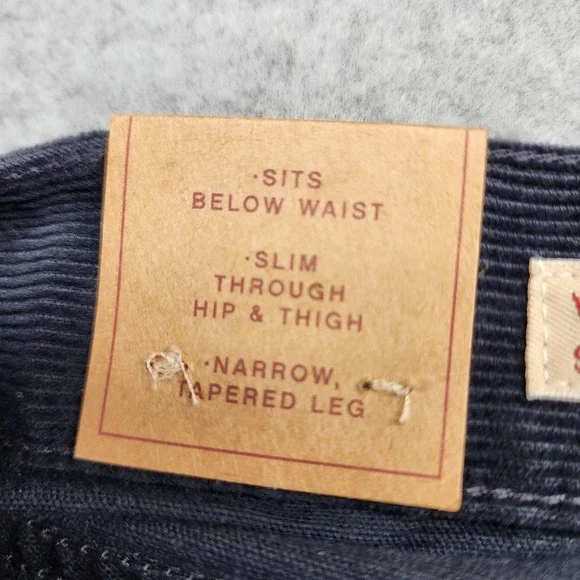 ·SITS
BELOW WAIST
·SLIM
THROUGH
HIP & THIGH
·NARROW,
TAPERED LEG